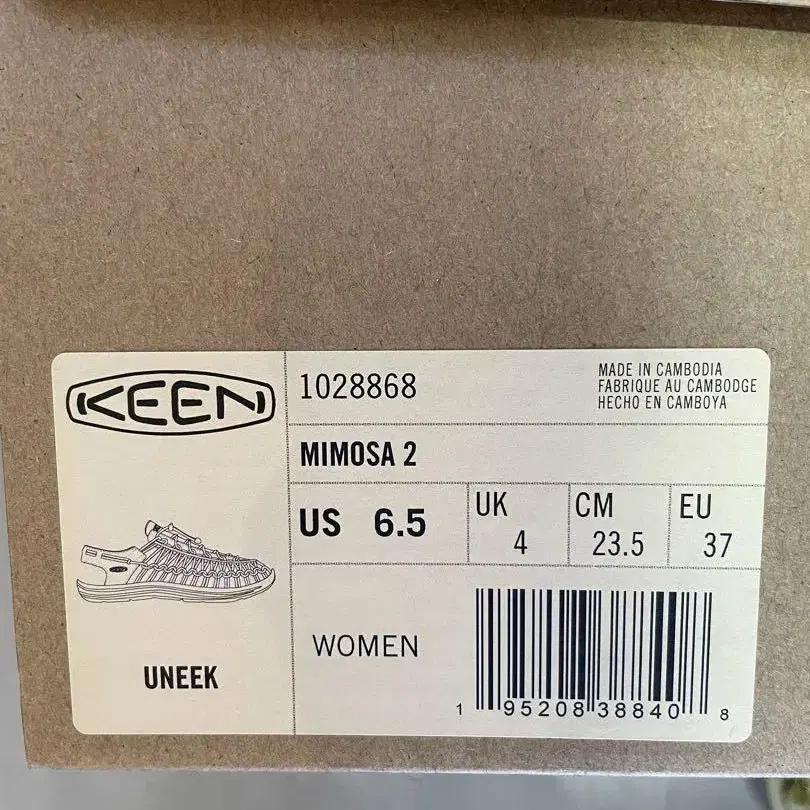 KEEN
1028868
MADE IN CAMBODIA
FABRIQUE AU CAMBODGE
HECHO EN CAMBOYA
MIMOSA 2
US 6.5
UK 4
CM 23.5
EU 37
UNEEK
WOMEN
1 95208 38840 8